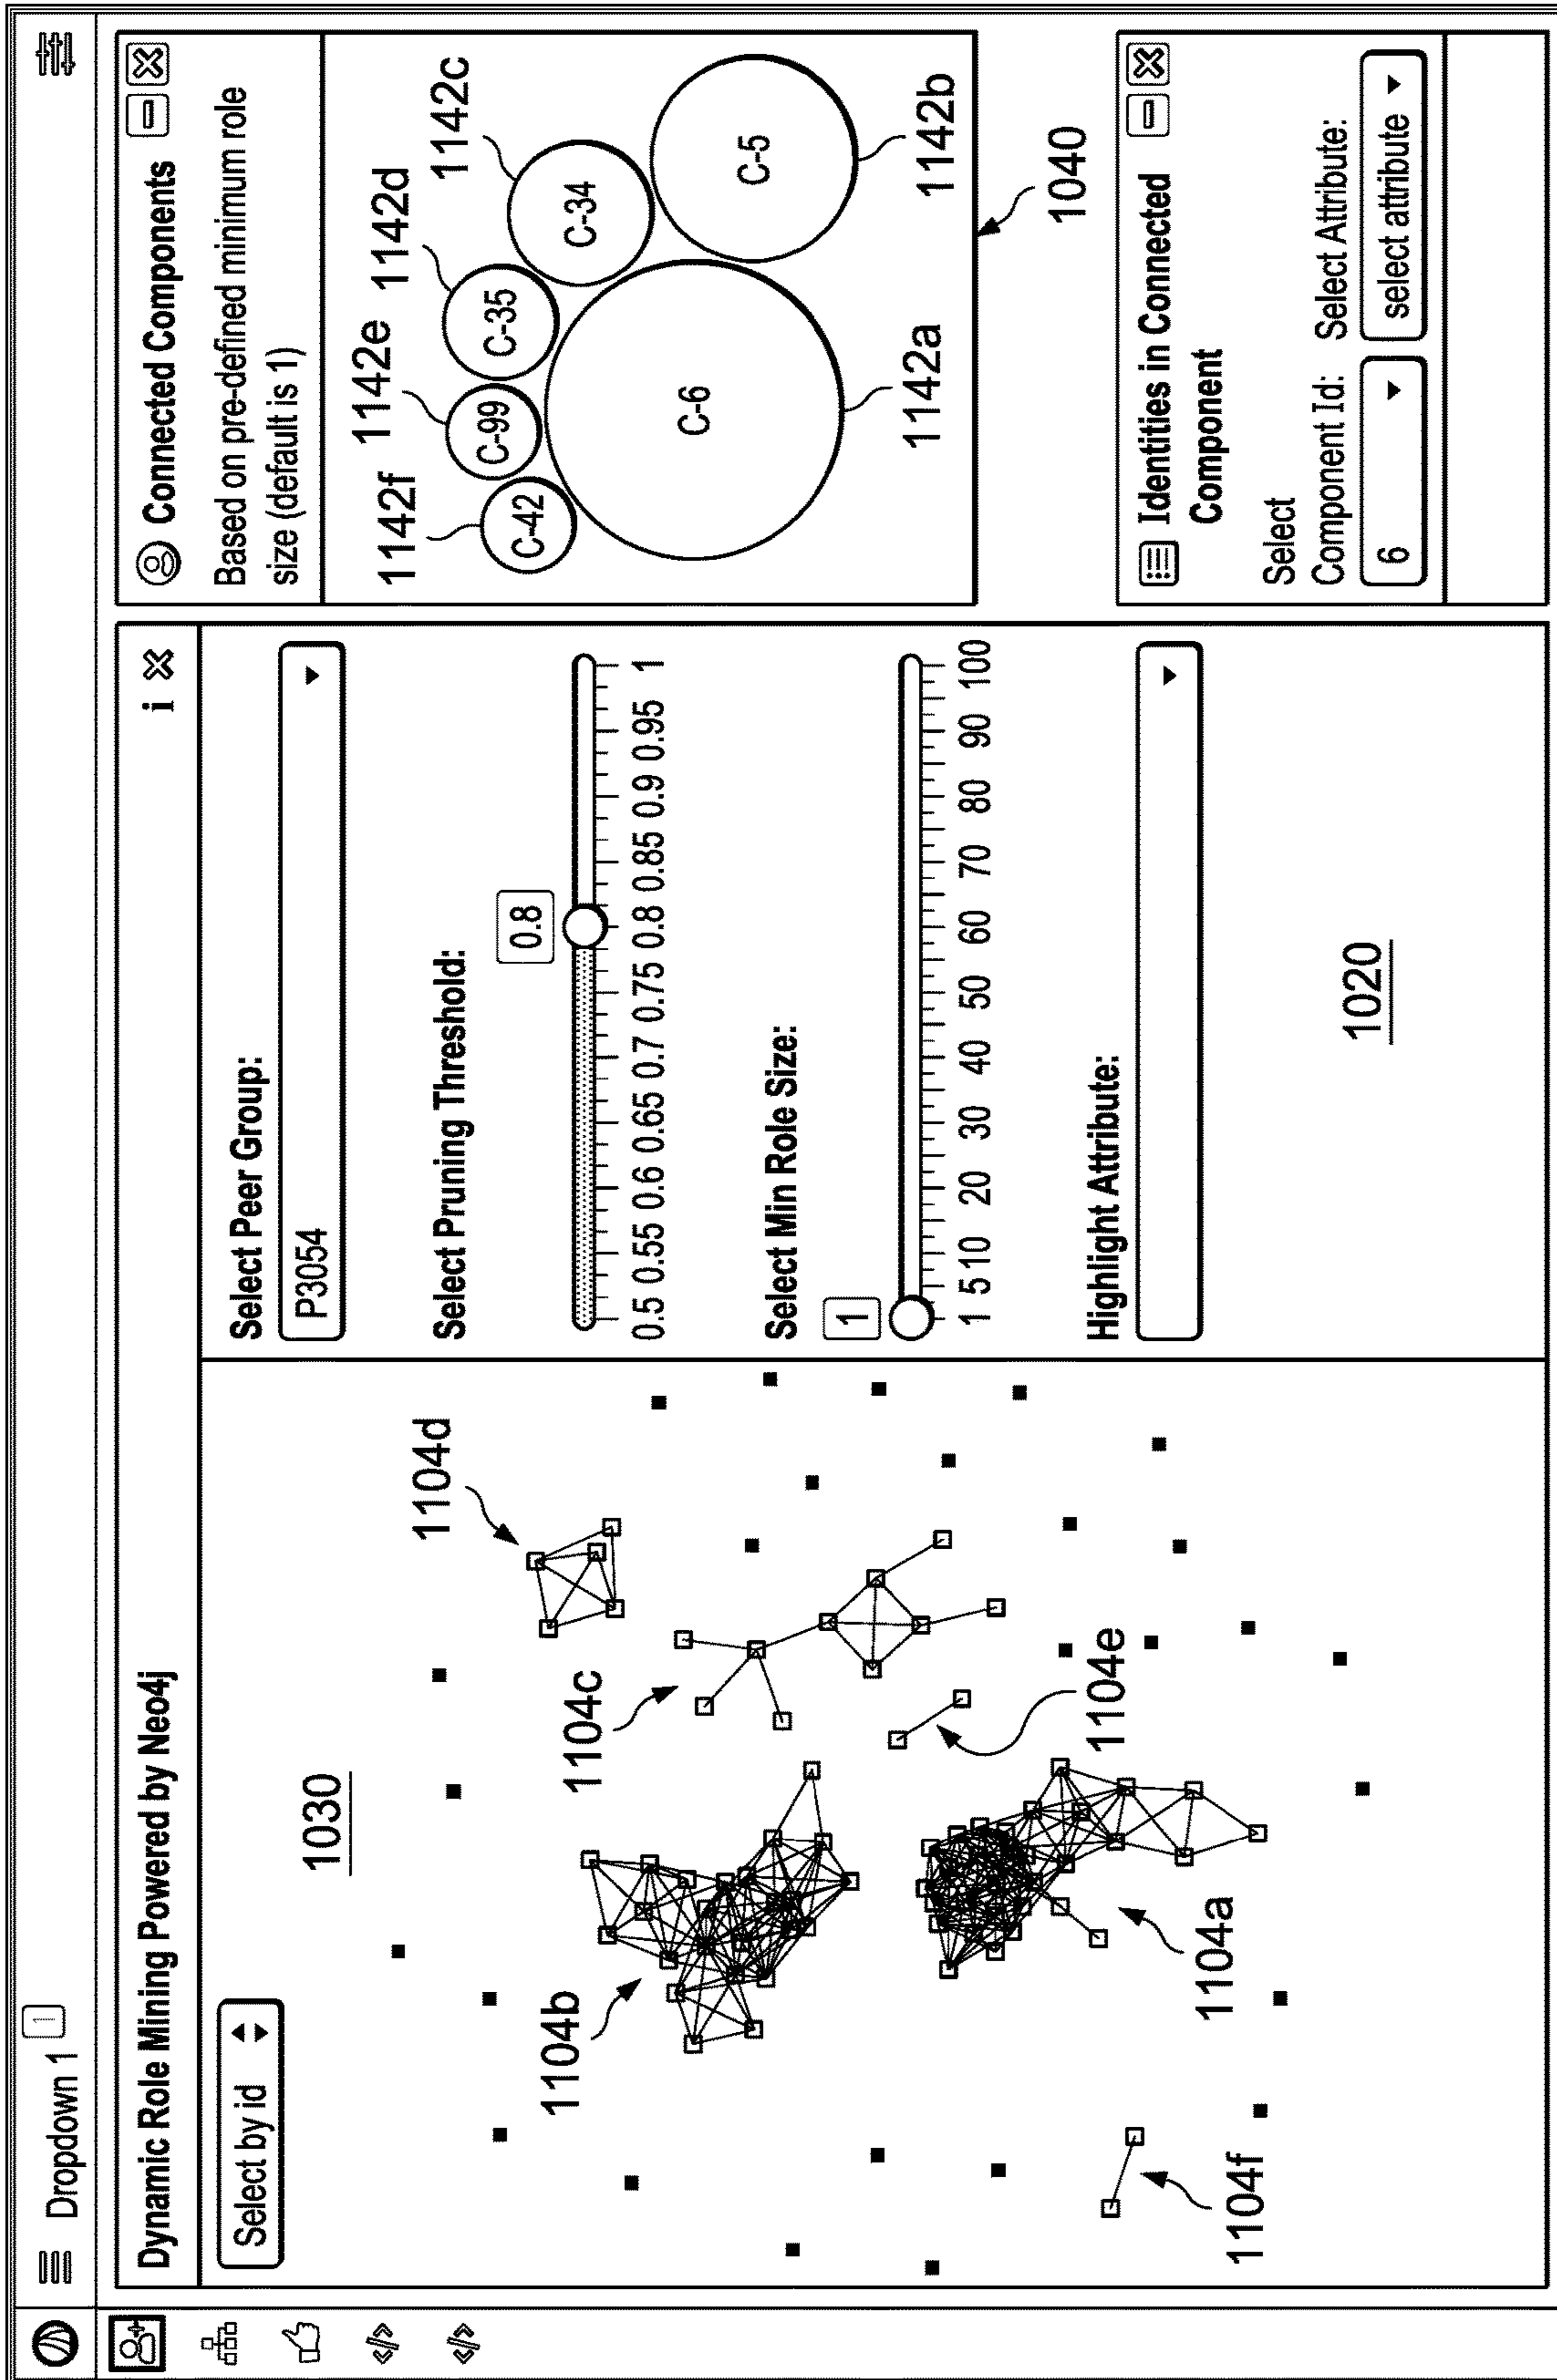 Dropdown 1 1
Dynamic Role Mining Powered by Neo4j
i
Select by id
1030
1104a
1104b
1104c
1104d
1104e
1104f
Select Peer Group:
P3054
Select Pruning Threshold:
0.8
0.5 0.55 0.6 0.65 0.7 0.75 0.8 0.85 0.9 0.95 1
Select Min Role Size:
1
1 5 10 20 30 40 50 60 70 80 90 100
Highlight Attribute:
1020
Connected Components
Based on pre-defined minimum role
size (default is 1)
1142f
1142e
1142d
1142c
C-42
C-99
C-35
C-34
C-6
C-5
1142a
1142b
1040
Identities in Connected
Component
Select
Component Id:
Select Attribute:
6
select attribute